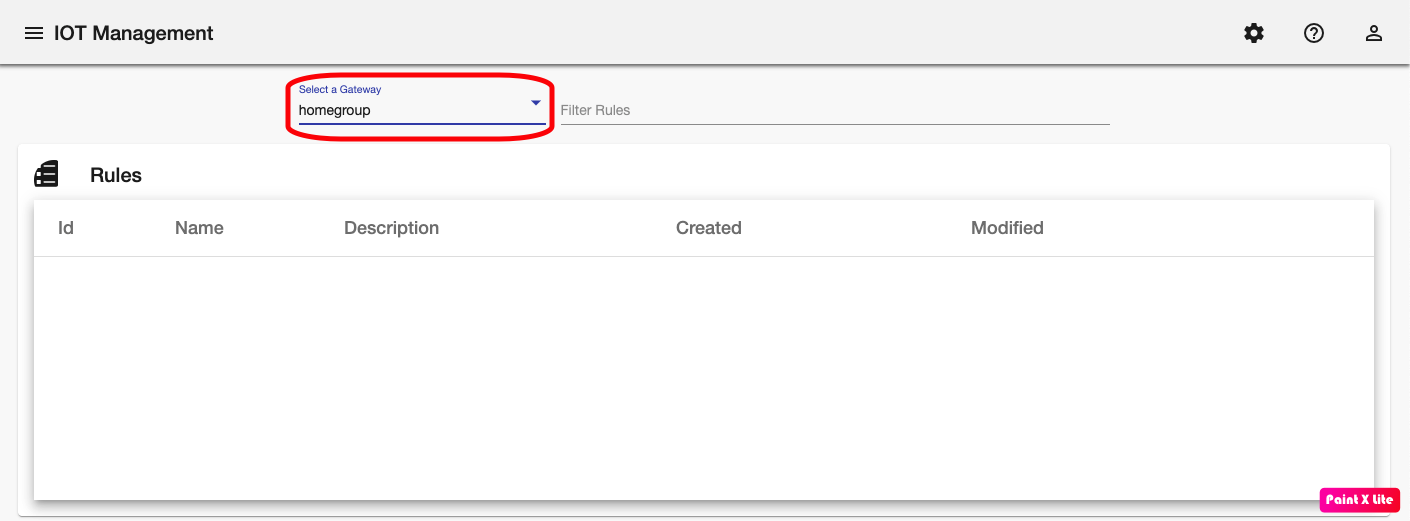 IOT Management
Select a Gateway
homegroup
Filter Rules
Rules
Id Name Description Created Modified
Paint X Lite